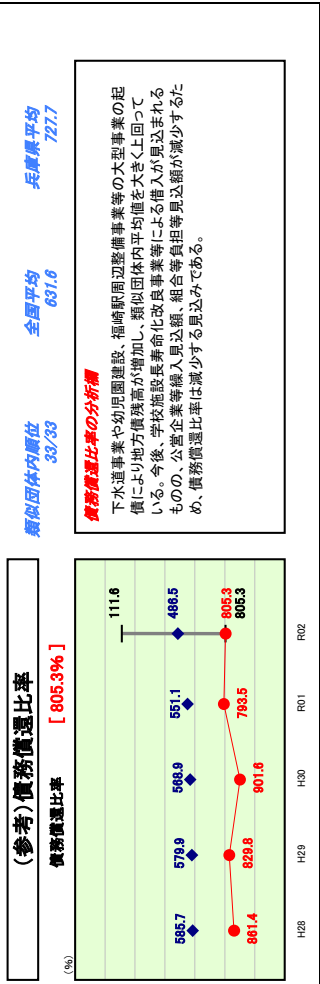 (参考)債務償還比率
債務償還比率 [ 805.3% ]
類似団体内順位
33/33
全国平均
631.6
兵庫県平均
727.7
(%)
111.6
585.7
579.9
568.9
551.1
486.5
861.4
829.8
901.6
793.5
805.3
805.3
H28
H29
H30
R01
R02
債務償還比率の分析欄
下水道事業や幼児園建設、福崎駅周辺整備事業等の大型事業の起
債により地方債残高が増加し、類似団体内平均値を大きく上回って
いる。今後、学校施設長寿命化改良事業等による借入が見込まれる
ものの、公営企業等繰入見込額、組合等負担等見込額が減少するた
め、債務償還比率は減少する見込みである。